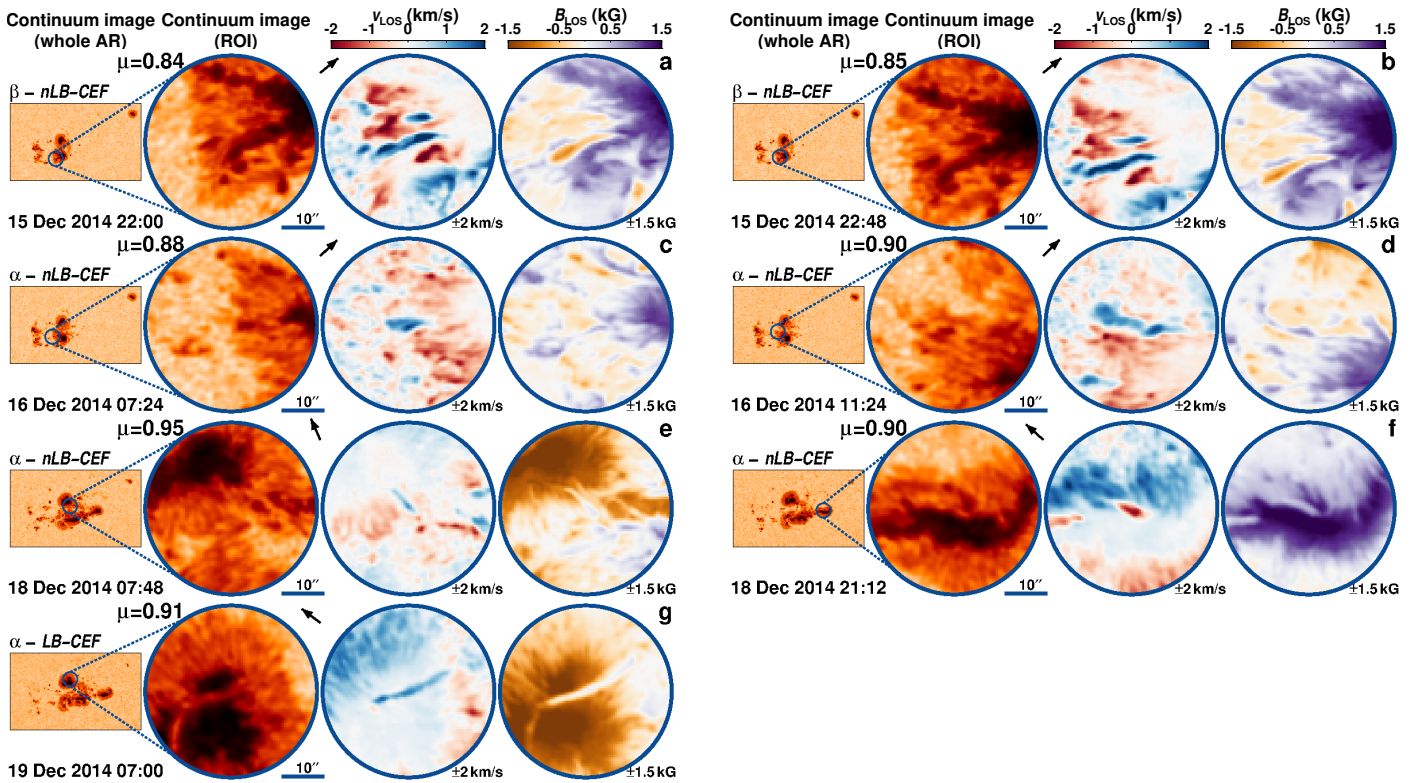 Continuum image Continuum image v_LOS (km/s) B_LOS (kG)
(whole AR) (ROI) -2 -1 0 1 2 -1.5 -0.5 0.5 1.5
μ=0.84 a
β – nLB–CEF
15 Dec 2014 22:00 10″ ±2 km/s ±1.5 kG
Continuum image Continuum image v_LOS (km/s) B_LOS (kG)
(whole AR) (ROI) -2 -1 0 1 2 -1.5 -0.5 0.5 1.5
μ=0.85 b
β – nLB–CEF
15 Dec 2014 22:48 10″ ±2 km/s ±1.5 kG
μ=0.88 c
α – nLB–CEF
16 Dec 2014 07:24 10″ ±2 km/s ±1.5 kG
μ=0.90 d
α – nLB–CEF
16 Dec 2014 11:24 10″ ±2 km/s ±1.5 kG
μ=0.95 e
α – nLB–CEF
18 Dec 2014 07:48 10″ ±2 km/s ±1.5 kG
μ=0.90 f
α – nLB–CEF
18 Dec 2014 21:12 10″ ±2 km/s ±1.5 kG
μ=0.91 g
α – LB–CEF
19 Dec 2014 07:00 10″ ±2 km/s ±1.5 kG